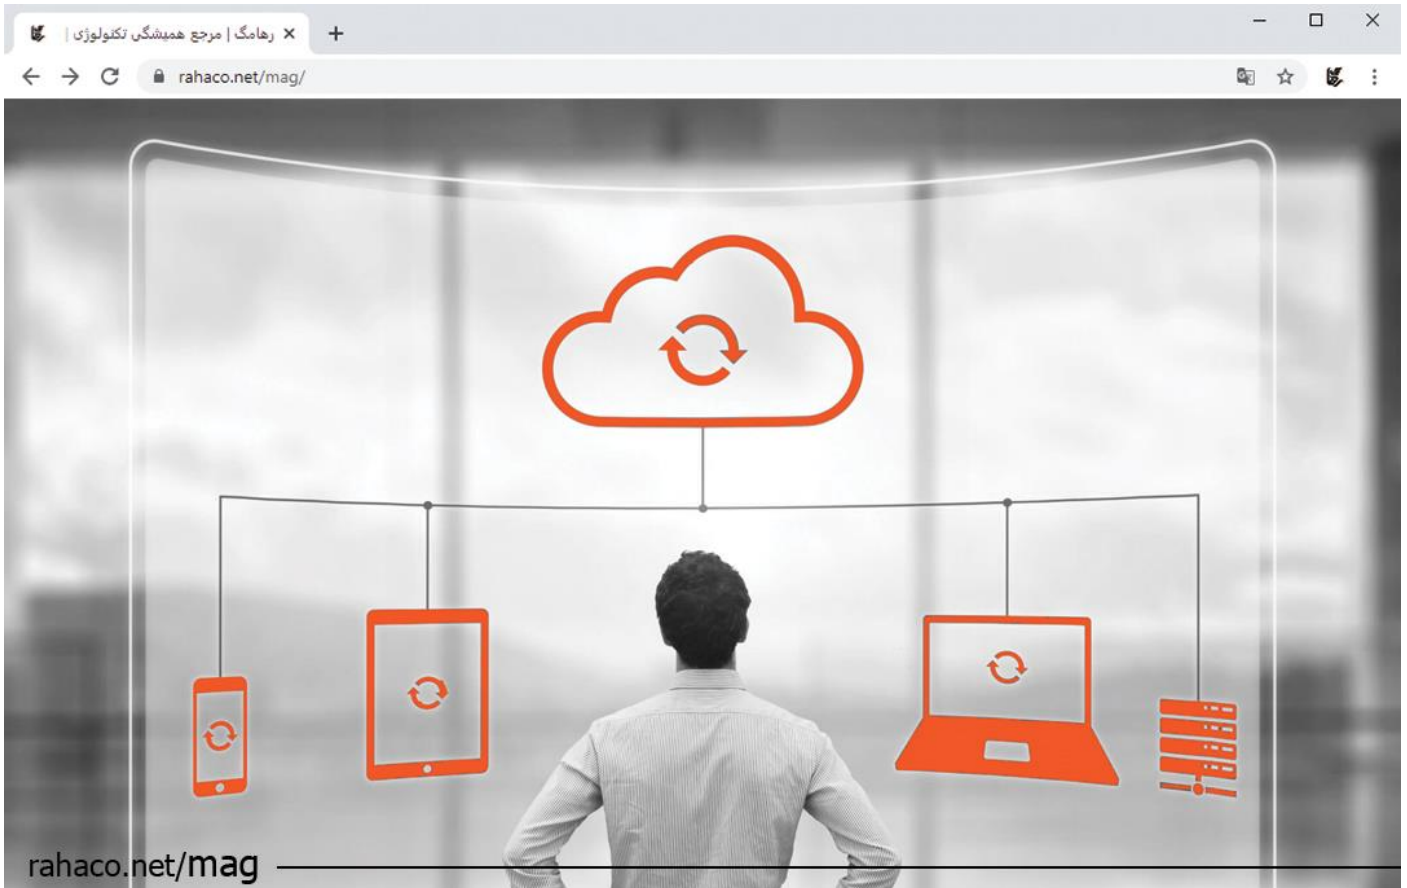 رهامگ | مرجع همیشگی تکنولوژی |
rahaco.net/mag/
rahaco.net/mag